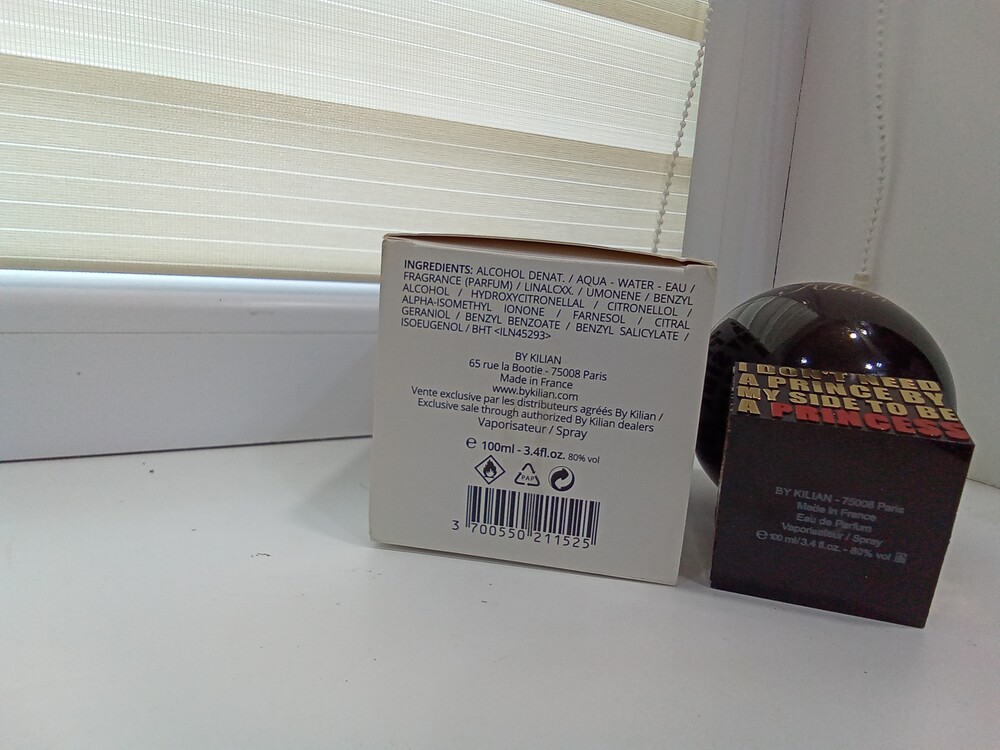 INGREDIENTS: ALCOHOL DENAT. / AQUA - WATER - EAU /
FRAGRANCE (PARFUM) / LINALCXX. / UMONENE / BENZYL
ALCOHOL / HYDROXYCITRONELLAL / CITRONELLOL /
ALPHA-ISOMETHYL IONONE / FARNESOL / CITRAL
GERANIOL / BENZYL BENZOATE / BENZYL SALICYLATE /
ISOEUGENOL / BHT <ILN45293>
BY KILIAN
65 rue la Bootie - 75008 Paris
Made in France
www.bykilian.com
Vente exclusive par les distributeurs agréés By Kilian /
Exclusive sale through authorized By Kilian dealers
Vaporisateur / Spray
℮ 100ml - 3.4fl.oz. 80% vol
PAP
3 700550 211525
Kilian
I DON'T NEED
A PRINCE BY
MY SIDE TO BE
A PRINCESS
BY KILIAN - 75008 Paris
Made in France
Eau de Parfum
Vaporisateur / Spray
℮ 100 ml/3.4 fl.oz. - 80% vol